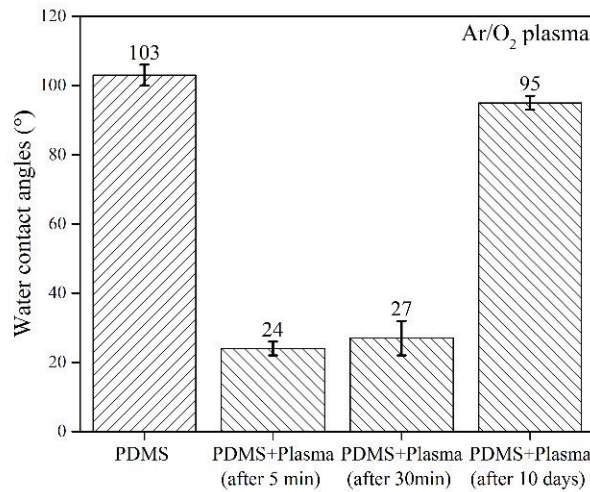 120
100
80
60
40
20
0
Water contact angles (°)
Ar/O₂ plasma
103
24
27
95
PDMS
PDMS+Plasma
(after 5 min)
PDMS+Plasma
(after 30min)
PDMS+Plasma
(after 10 days)